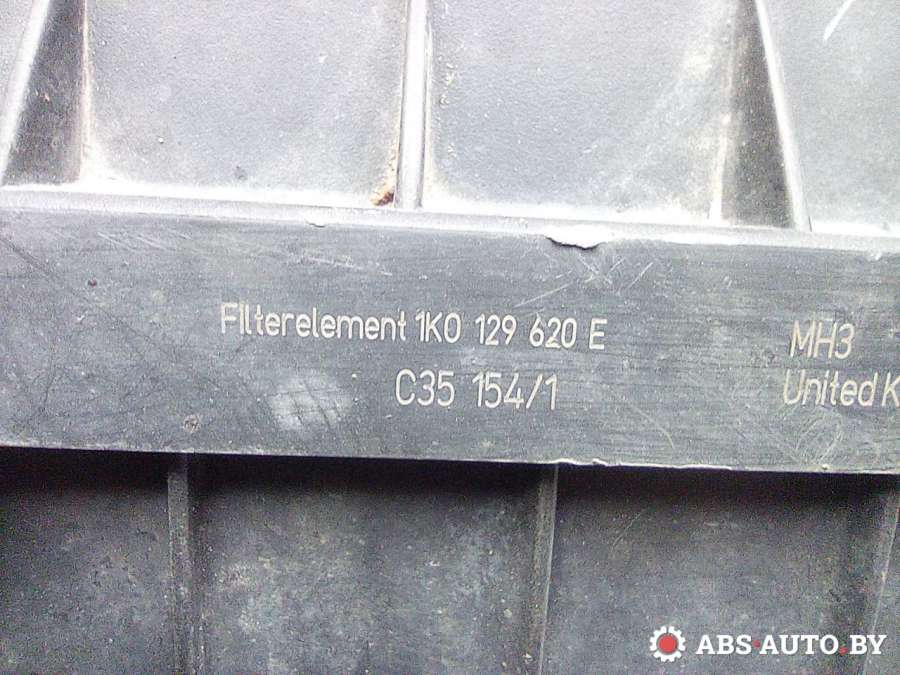 Filterelement 1K0 129 620 E
C35 154/1
MH3
United K
ABS-AUTO.BY